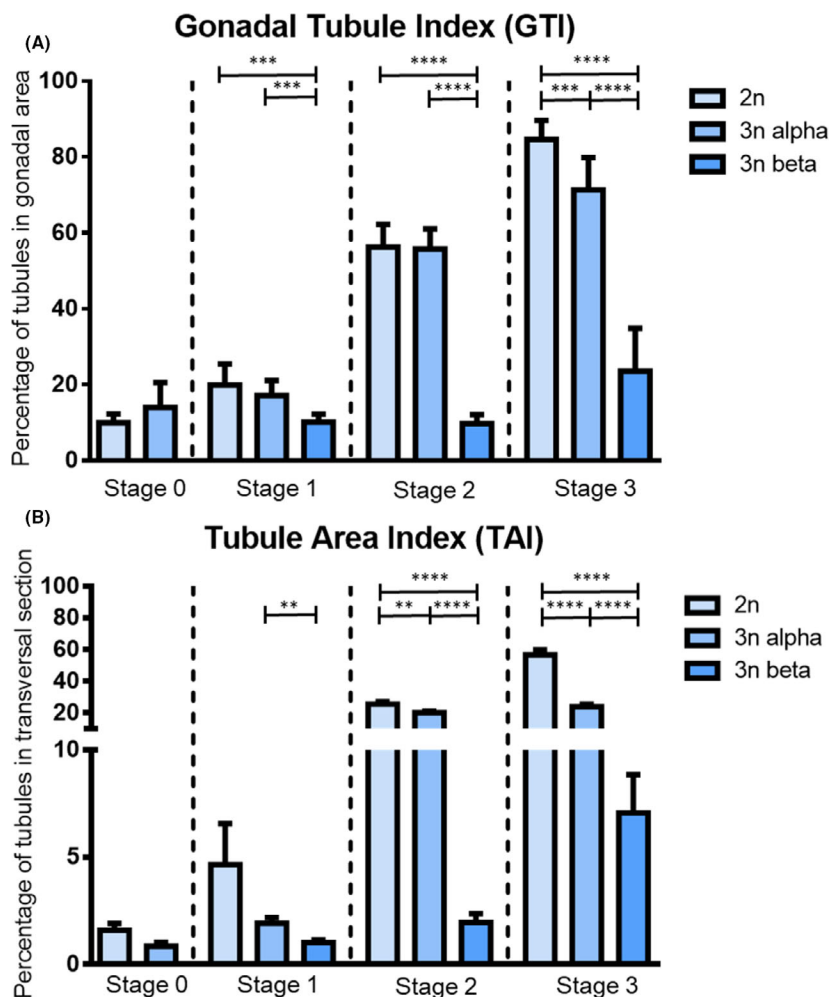 Gonadal Tubule Index (GTI)
(A)
Percentage of tubules in gonadal area
100
80
60
40
20
0
*** **** ****
*** **** *** ****
2n
3n alpha
3n beta
Stage 0 Stage 1 Stage 2 Stage 3
(B)
Tubule Area Index (TAI)
Percentage of tubules in transversal section
100
80
60
40
20
10
5
0
**** ****
** ** **** **** ****
2n
3n alpha
3n beta
Stage 0 Stage 1 Stage 2 Stage 3